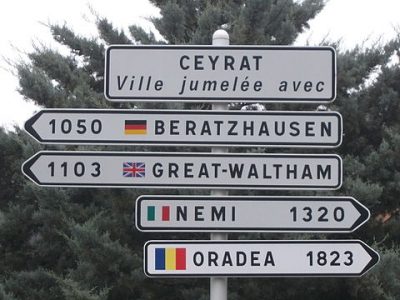 CEYRAT
Ville jumelée avec
1050 BERATZHAUSEN
1103 GREAT-WALTHAM
NEMI 1320
ORADEA 1823